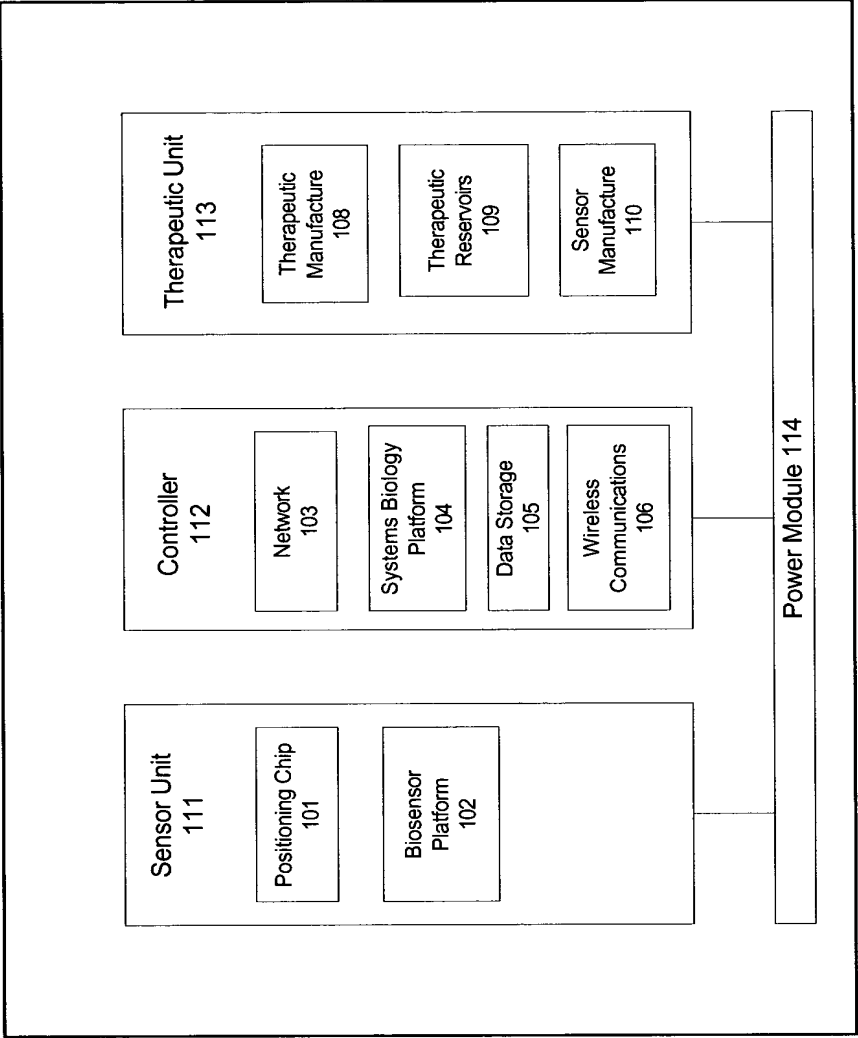 Sensor Unit
111
Positioning Chip
101
Biosensor
Platform
102
Controller
112
Network
103
Systems Biology
Platform
104
Data Storage
105
Wireless
Communications
106
Therapeutic Unit
113
Therapeutic
Manufacture
108
Therapeutic
Reservoirs
109
Sensor
Manufacture
110
Power Module 114